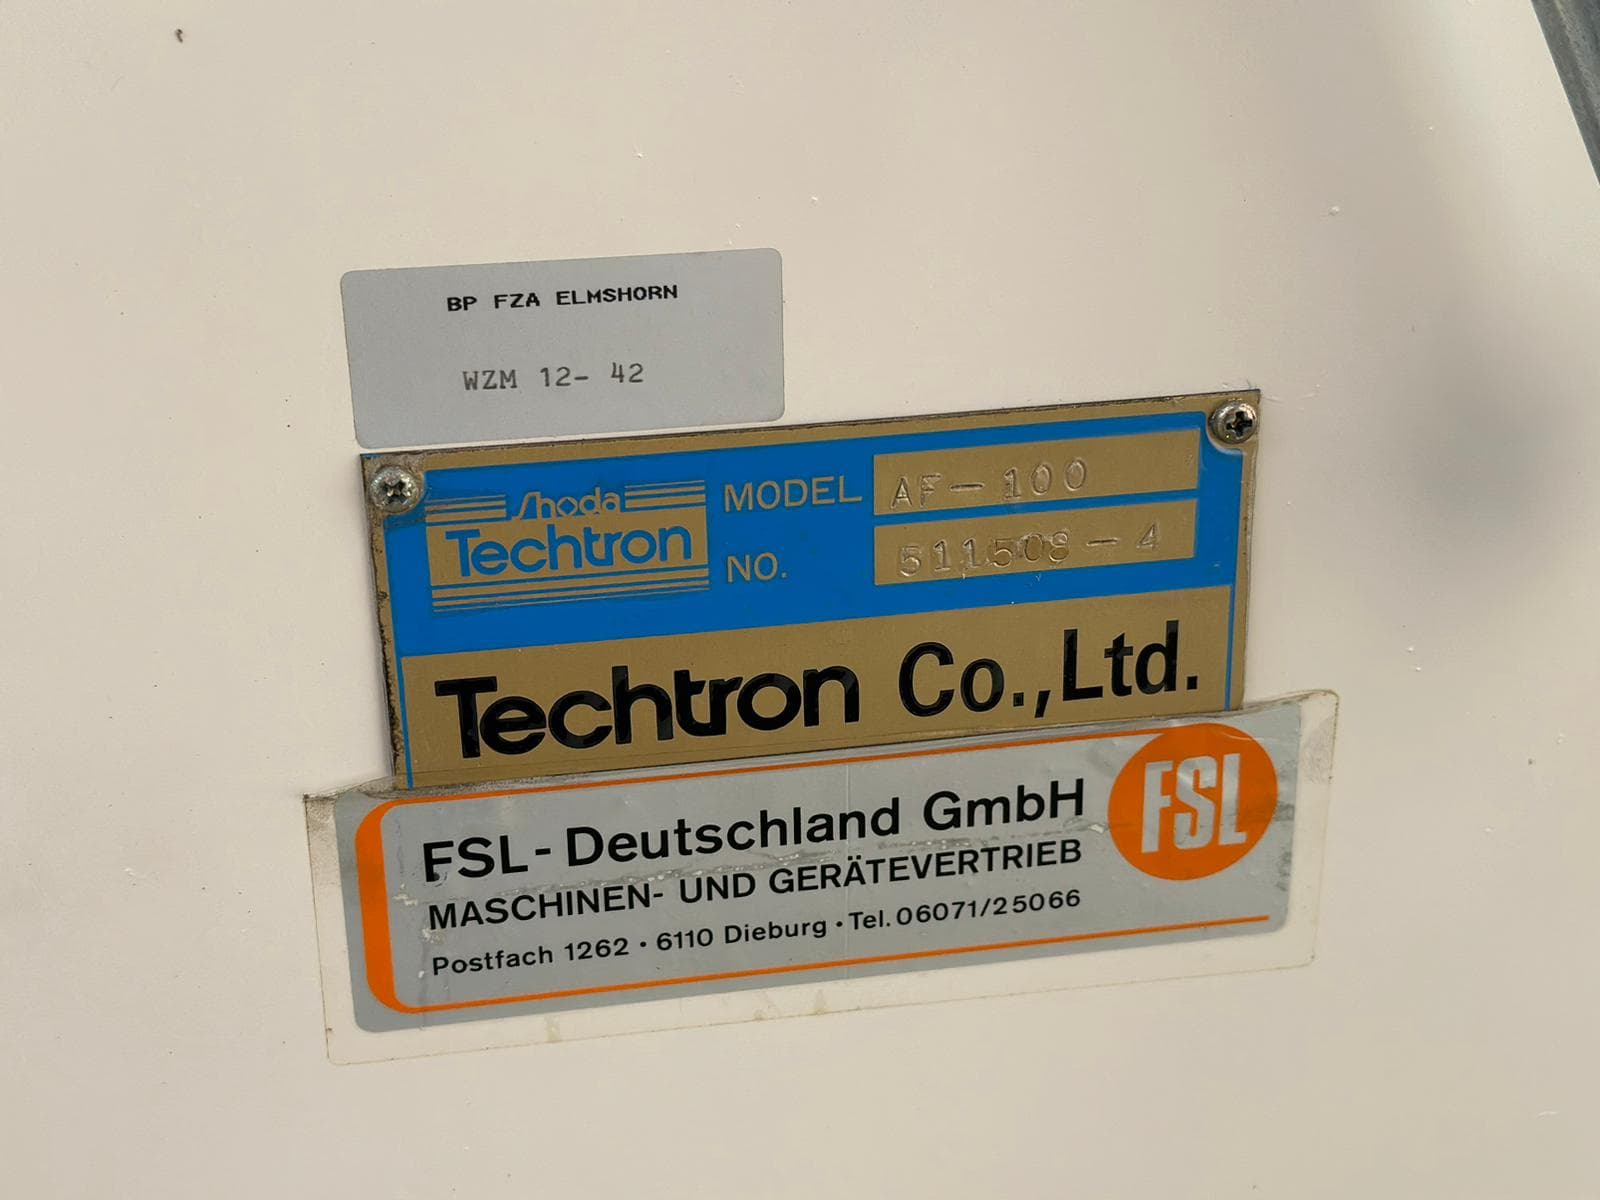 BP FZA ELMSHORN
WZM 12- 42
Shoda
Techtron
MODEL AF-100
NO. 511508-4
Techtron Co.,Ltd.
FSL-Deutschland GmbH
MASCHINEN- UND GERÄTEVERTRIEB
Postfach 1262 · 6110 Dieburg · Tel. 06071/25066
FSL